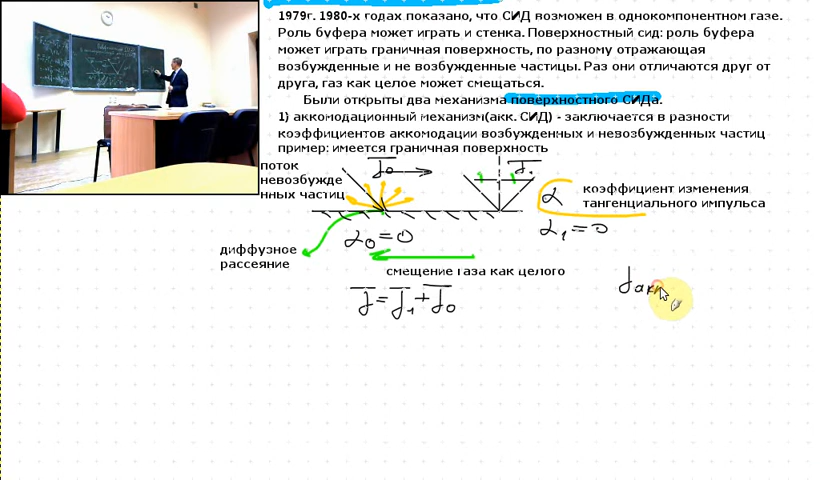 1979г. 1980-х годах показано, что СИД возможен в однокомпонентном газе.
Роль буфера может играть и стенка. Поверхностный сид: роль буфера
может играть граничная поверхность, по разному отражающая
возбужденные и не возбужденные частицы. Раз они отличаются друг от
друга, газ как целое может смещаться.
Были открыты два механизма поверхностного СИДа.
1) аккомодационный механизм(акк. СИД) - заключается в разности
коэффициентов аккомодации возбужденных и невозбужденных частиц
пример: имеется граничная поверхность
поток
невозбужде
нных частиц
J₀
J₁
α
коэффициент изменения
тангенциального импульса
α₀=0
α₁=0
диффузное
рассеяние
смещение газа как целого
J=J₁+J₀
Jакк